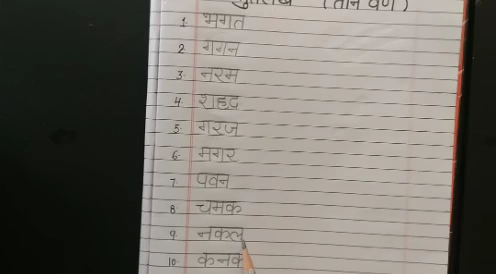 श्रुतलेख (तीन वर्ण)
1. भगत
2. गगन
3. नरम
4. शहद
5. गरज
6. मगर
7. पवन
8. चमक
9. नकल
10. कनक